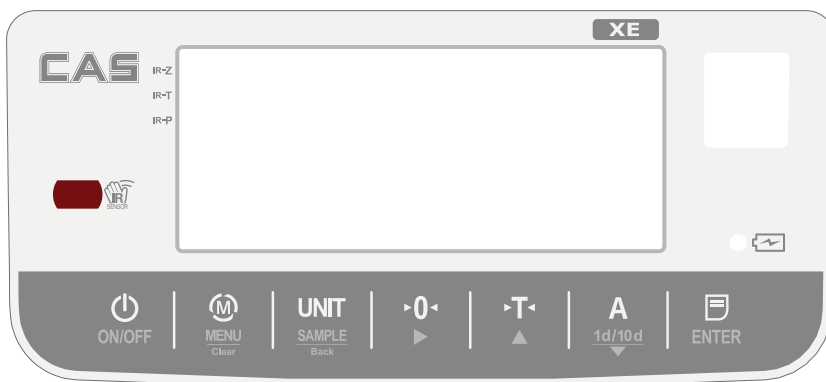 XE
CAS
IR-Z
IR-T
IR-P
IR
SENSOR
M UNIT ▸0◂ ▸T◂ A
ON/OFF MENU SAMPLE 1d/10d ENTER
Clear Back